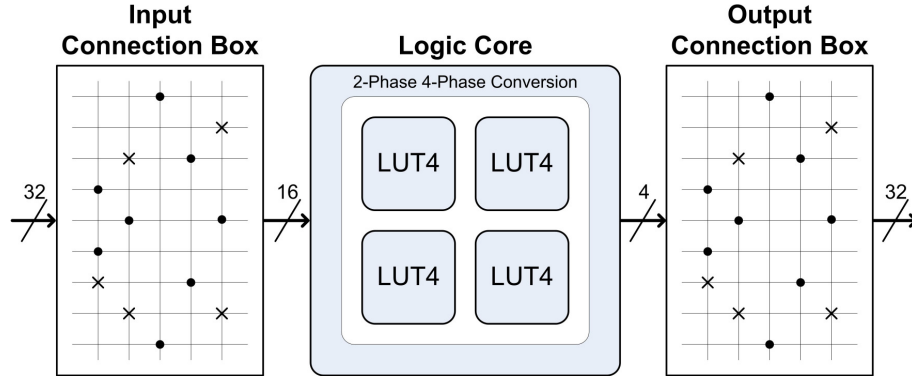 Input
Connection Box
Logic Core
Output
Connection Box
2-Phase 4-Phase Conversion
LUT4 LUT4
32 16 4 32
LUT4 LUT4